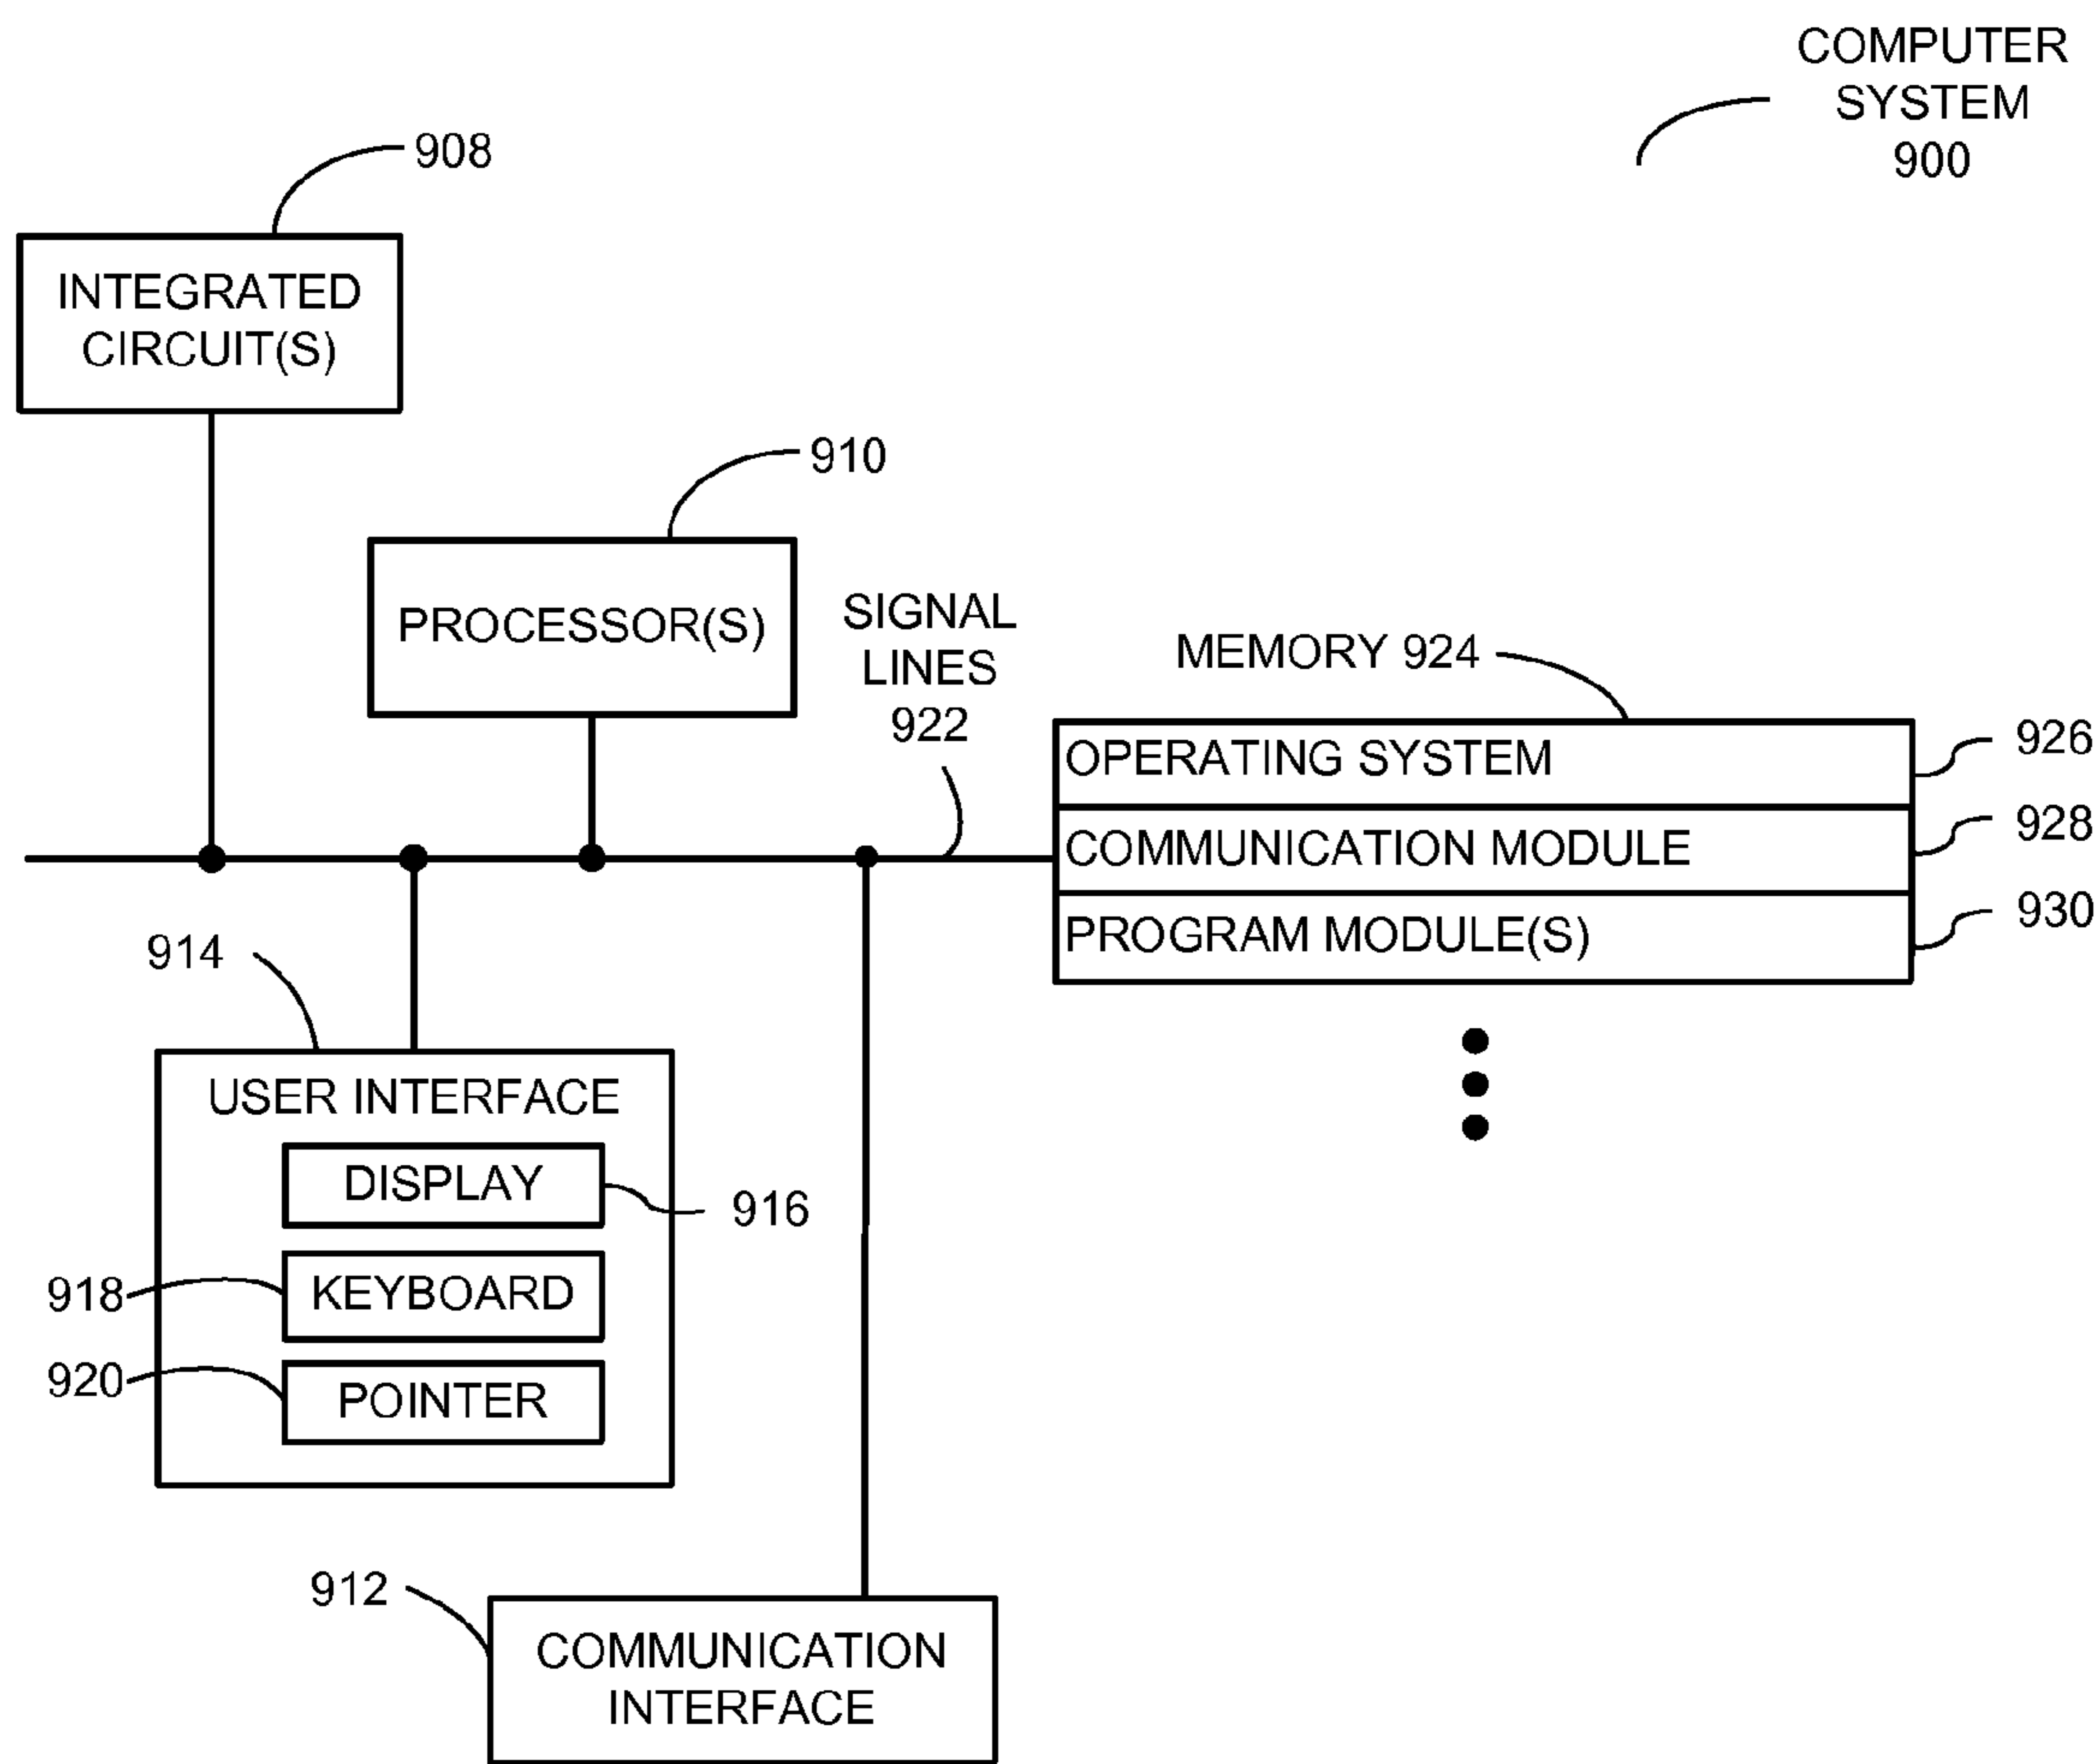 COMPUTER
SYSTEM
900
908
INTEGRATED
CIRCUIT(S)
910
PROCESSOR(S)
SIGNAL
LINES
922
MEMORY 924
OPERATING SYSTEM
926
COMMUNICATION MODULE
928
PROGRAM MODULE(S)
930
914
USER INTERFACE
DISPLAY
916
918
KEYBOARD
920
POINTER
912
COMMUNICATION
INTERFACE